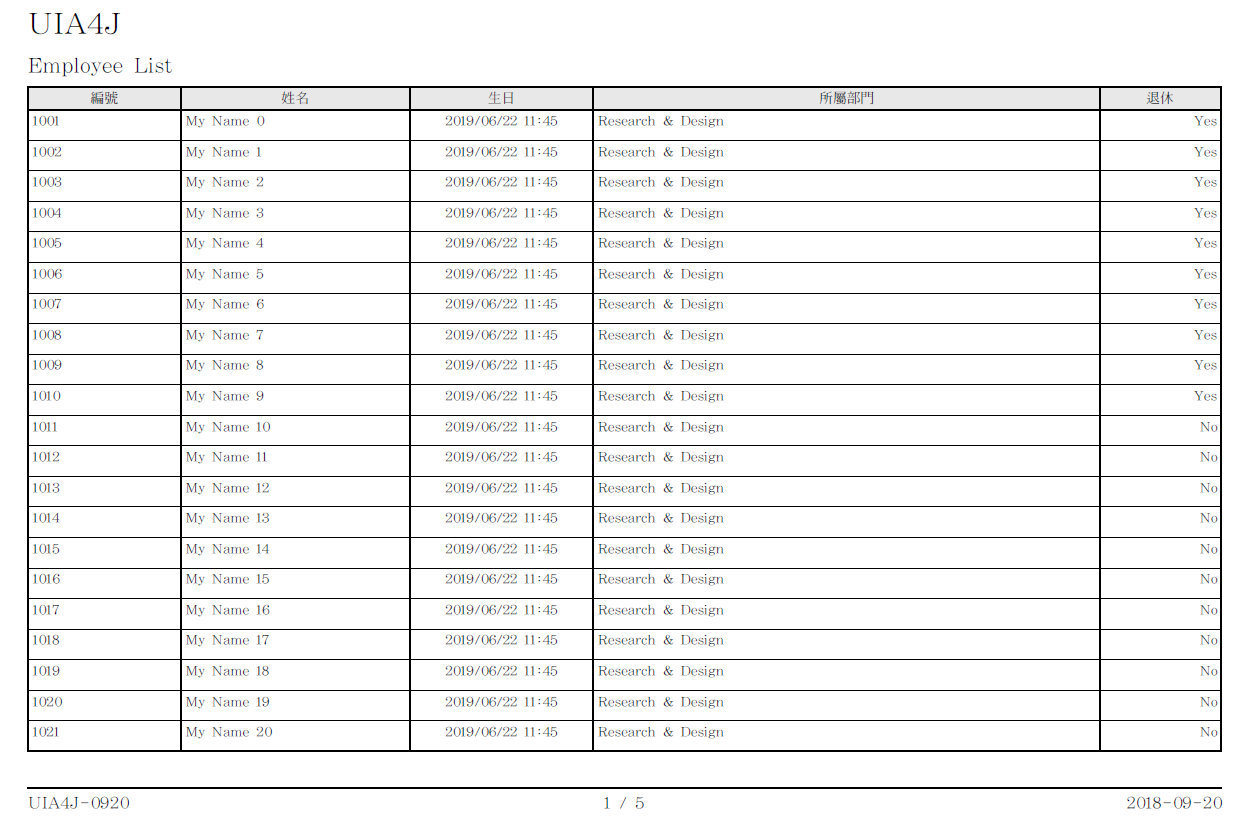 UIA4J
Employee List
編號 姓名 生日 所屬部門 退休
1001 My Name 0 2019/06/22 11:45 Research & Design Yes
1002 My Name 1 2019/06/22 11:45 Research & Design Yes
1003 My Name 2 2019/06/22 11:45 Research & Design Yes
1004 My Name 3 2019/06/22 11:45 Research & Design Yes
1005 My Name 4 2019/06/22 11:45 Research & Design Yes
1006 My Name 5 2019/06/22 11:45 Research & Design Yes
1007 My Name 6 2019/06/22 11:45 Research & Design Yes
1008 My Name 7 2019/06/22 11:45 Research & Design Yes
1009 My Name 8 2019/06/22 11:45 Research & Design Yes
1010 My Name 9 2019/06/22 11:45 Research & Design Yes
1011 My Name 10 2019/06/22 11:45 Research & Design No
1012 My Name 11 2019/06/22 11:45 Research & Design No
1013 My Name 12 2019/06/22 11:45 Research & Design No
1014 My Name 13 2019/06/22 11:45 Research & Design No
1015 My Name 14 2019/06/22 11:45 Research & Design No
1016 My Name 15 2019/06/22 11:45 Research & Design No
1017 My Name 16 2019/06/22 11:45 Research & Design No
1018 My Name 17 2019/06/22 11:45 Research & Design No
1019 My Name 18 2019/06/22 11:45 Research & Design No
1020 My Name 19 2019/06/22 11:45 Research & Design No
1021 My Name 20 2019/06/22 11:45 Research & Design No
UIA4J-0920 1 / 5 2018-09-20